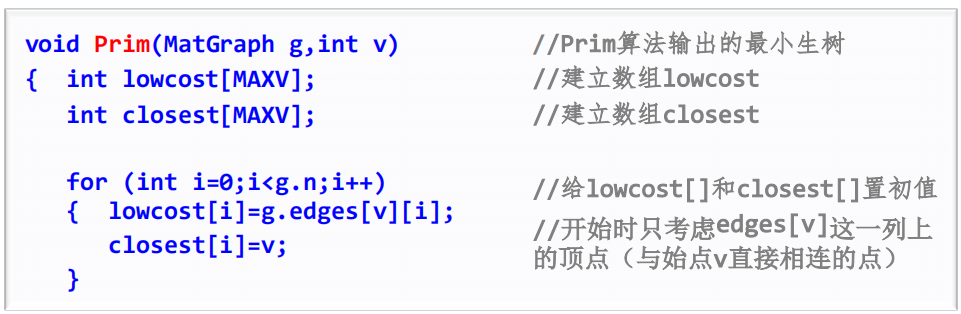 void Prim(MatGraph g,int v) //Prim算法输出的最小生树
{ int lowcost[MAXV]; //建立数组lowcost
int closest[MAXV]; //建立数组closest
for (int i=0;i<g.n;i++) //给lowcost[]和closest[]置初值
{ lowcost[i]=g.edges[v][i]; //开始时只考虑edges[v]这一列上
closest[i]=v; 的顶点（与始点v直接相连的点）
}